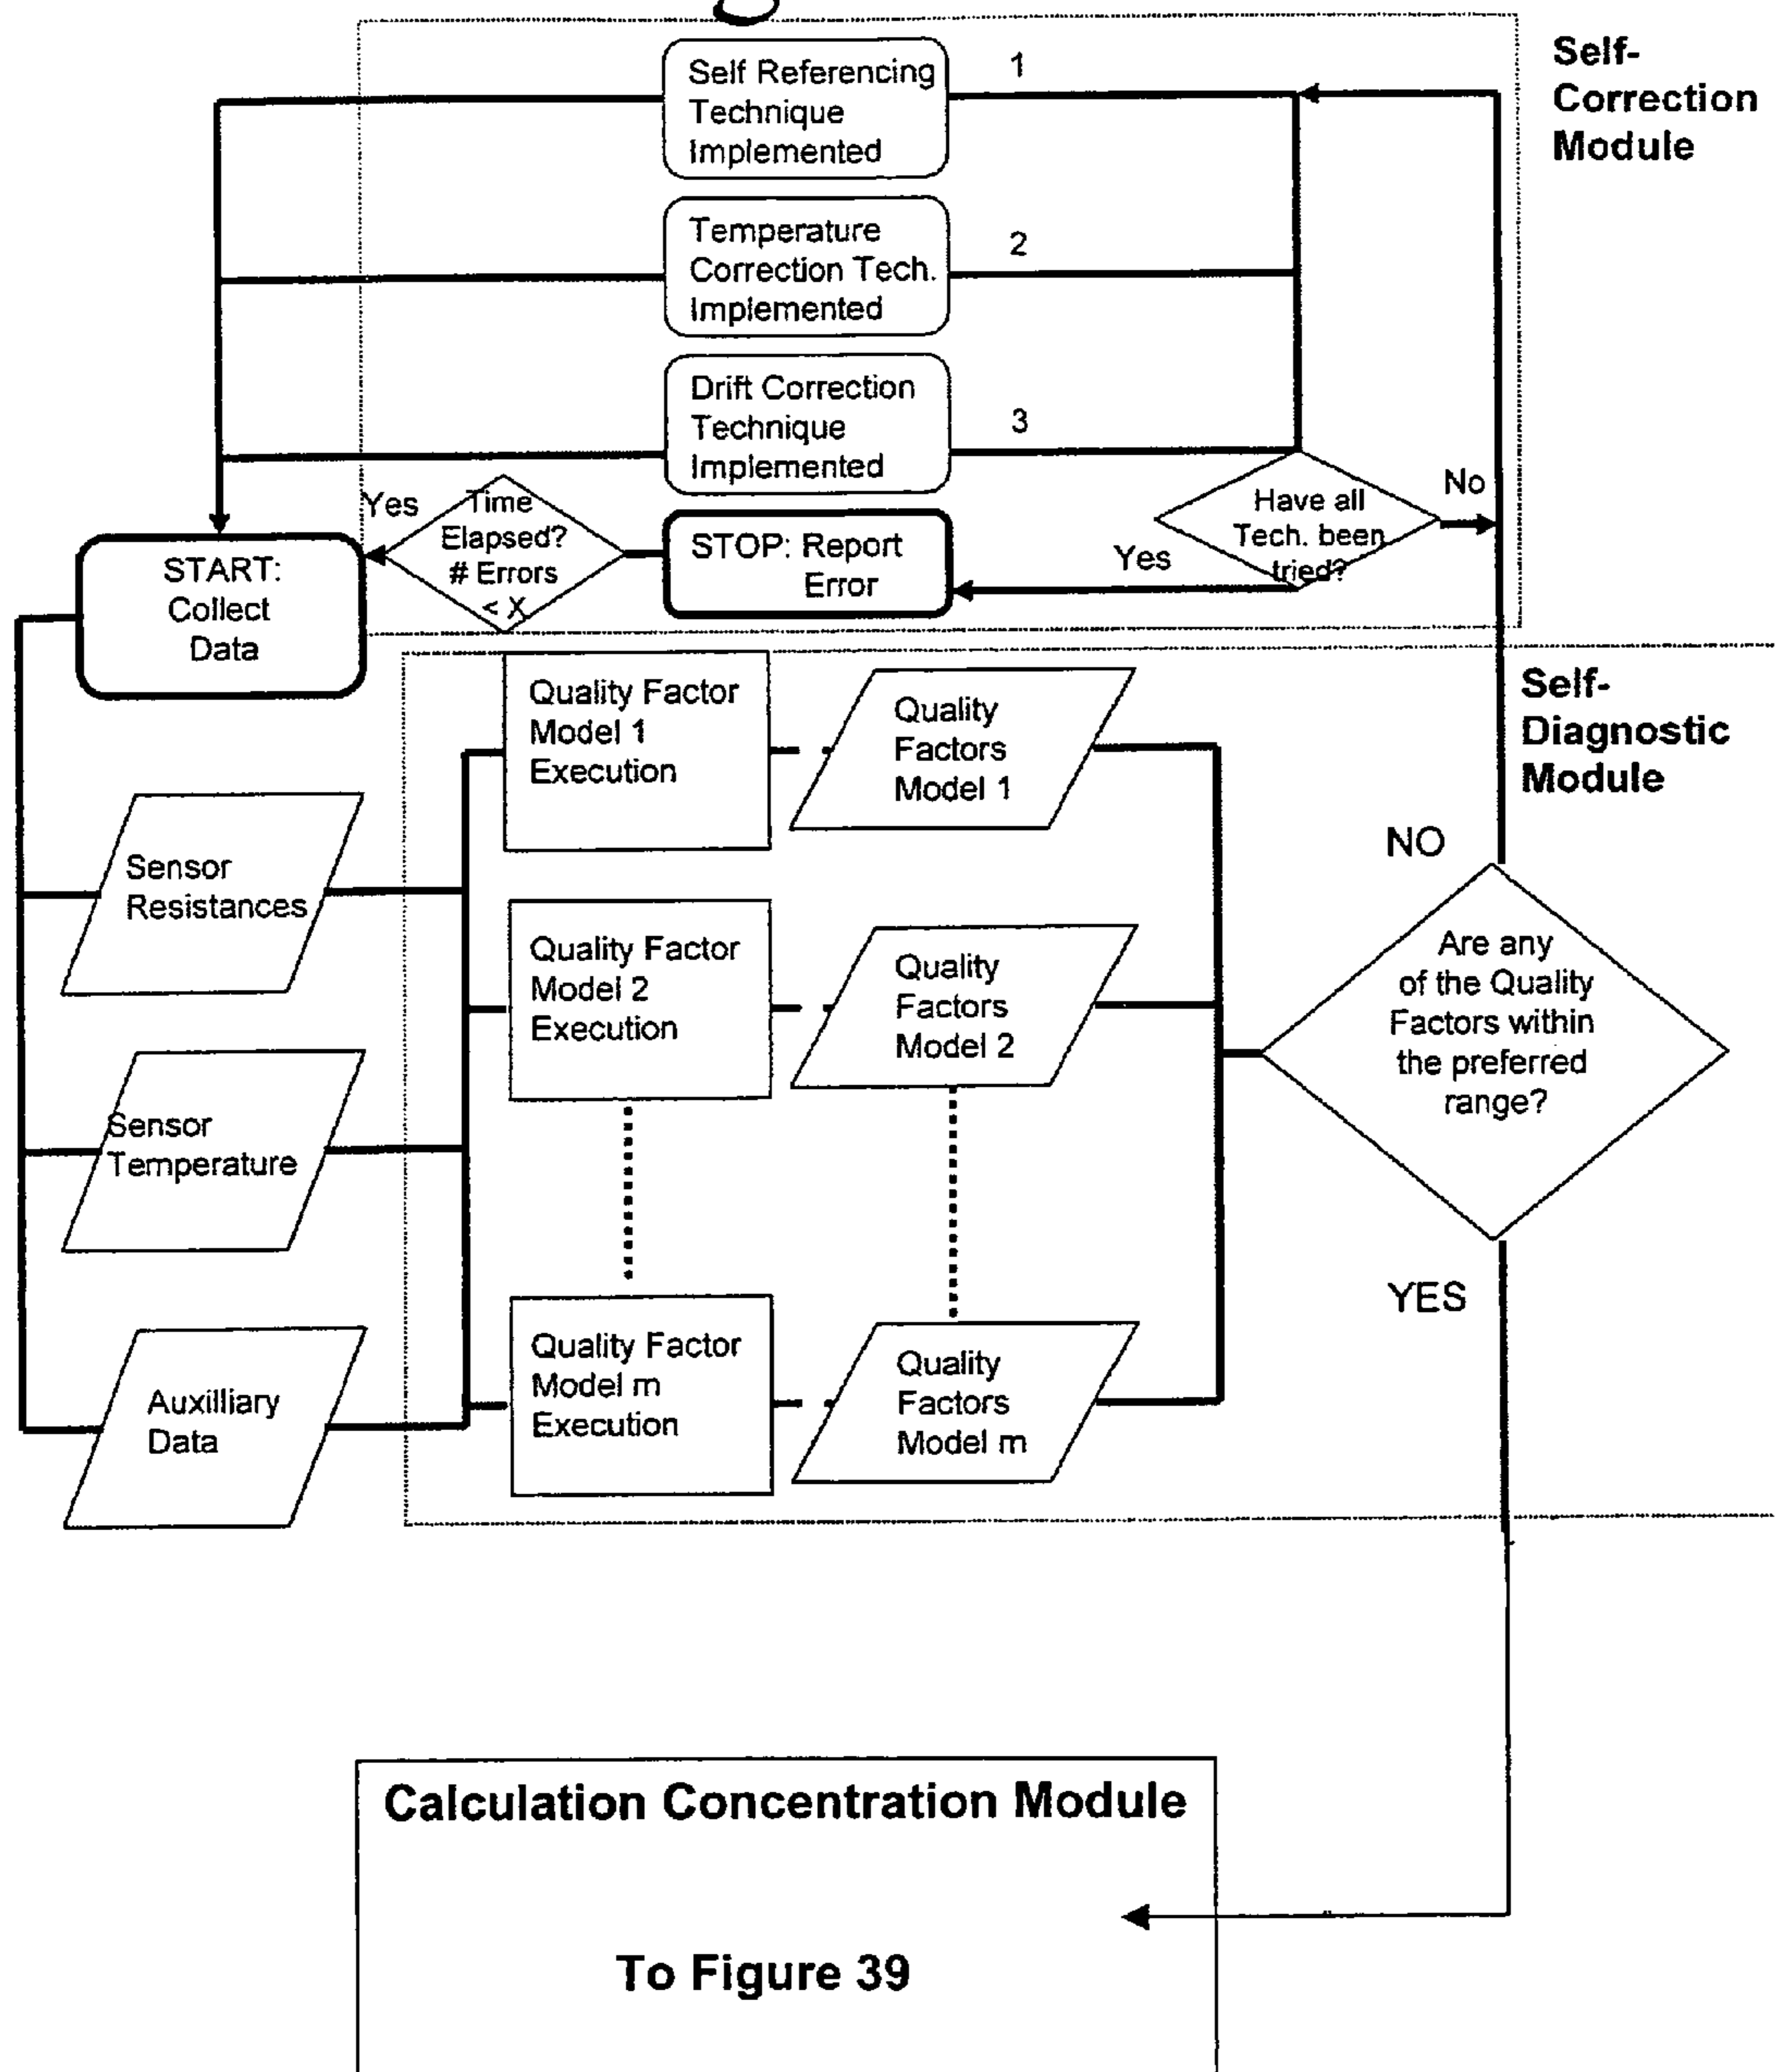 Self-
Correction
Module
Self Referencing
Technique
Implemented
1
Temperature
Correction Tech.
Implemented
2
Drift Correction
Technique
Implemented
3
Have all
Tech. been
tried?
No
Yes
STOP: Report
Error
Time
Elapsed?
# Errors
< X
Yes
START:
Collect
Data
Self-
Diagnostic
Module
Sensor
Resistances
Sensor
Temperature
Auxilliary
Data
Quality Factor
Model 1
Execution
Quality
Factors
Model 1
Quality Factor
Model 2
Execution
Quality
Factors
Model 2
Quality Factor
Model m
Execution
Quality
Factors
Model m
NO
Are any
of the Quality
Factors within
the preferred
range?
YES
Calculation Concentration Module
To Figure 39